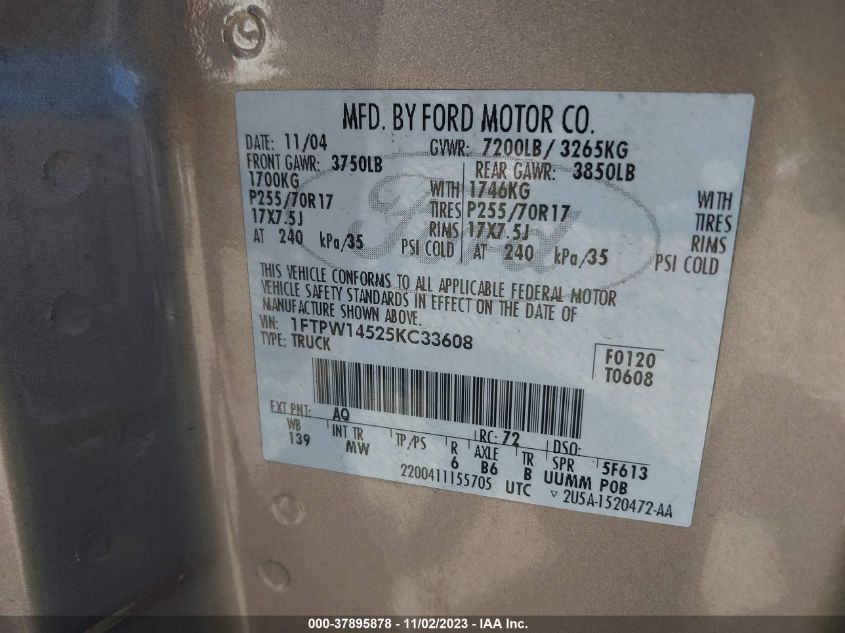 MFD. BY FORD MOTOR CO.
DATE: 11/04 GVWR: 7200LB/ 3265KG
FRONT GAWR: 3750LB REAR GAWR: 3850LB
1700KG WITH 1746KG WITH
P255/70R17 TIRES P255/70R17 TIRES
17X7.5J RIMS 17X7.5J RIMS
AT 240 kPa/35 PSI COLD AT 240 kPa/35 PSI COLD
Ford
THIS VEHICLE CONFORMS TO ALL APPLICABLE FEDERAL MOTOR
VEHICLE SAFETY STANDARDS IN EFFECT ON THE DATE OF
MANUFACTURE SHOWN ABOVE.
VIN: 1FTPW14525KC33608
TYPE: TRUCK
F0120
T0608
EXT PNT: AQ RC: 72 DSO:
WB INT TR TP/PS R AXLE TR SPR 5F613
139 MW 6 B6 B UUMM POB
2200411155705 UTC ▽ 2U5A-1520472-AA
000-37895878 - 11/02/2023 - IAA Inc.